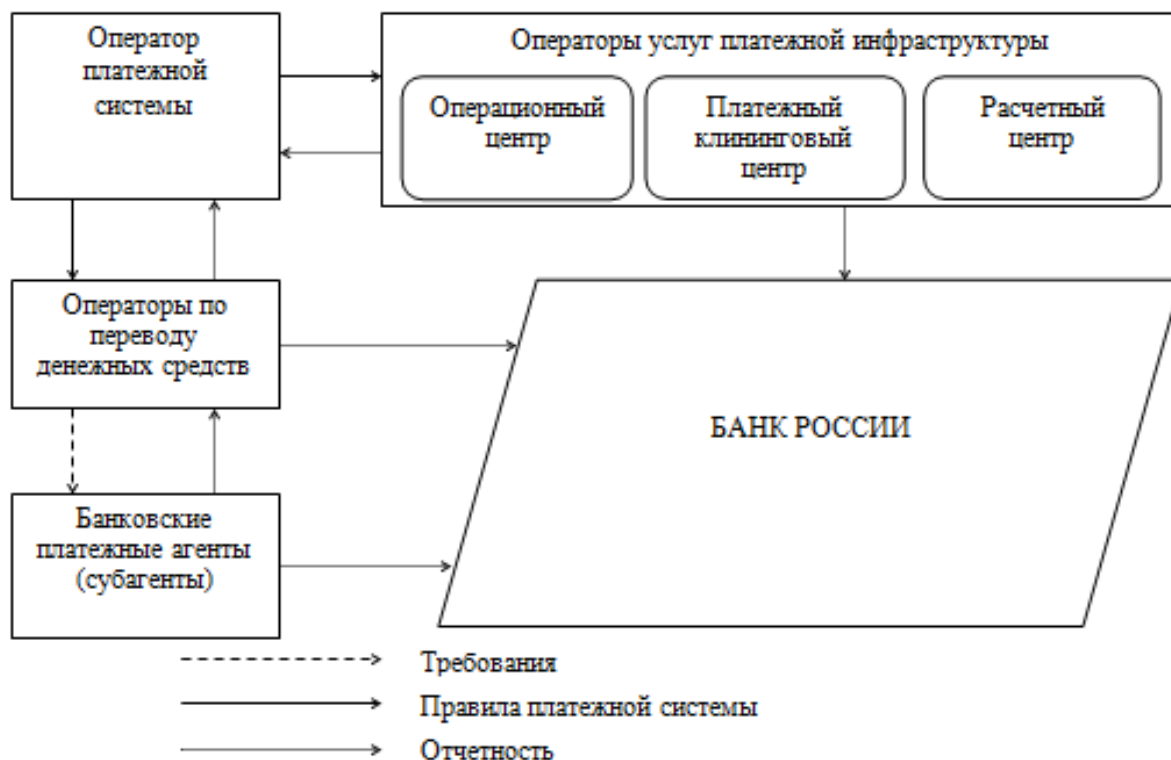 Оператор
платежной
системы
Операторы услуг платежной инфраструктуры
Операционный
центр
Платежный
клининговый
центр
Расчетный
центр
Операторы по
переводу
денежных средств
БАНК РОССИИ
Банковские
платежные агенты
(субагенты)
Требования
Правила платежной системы
Отчетность